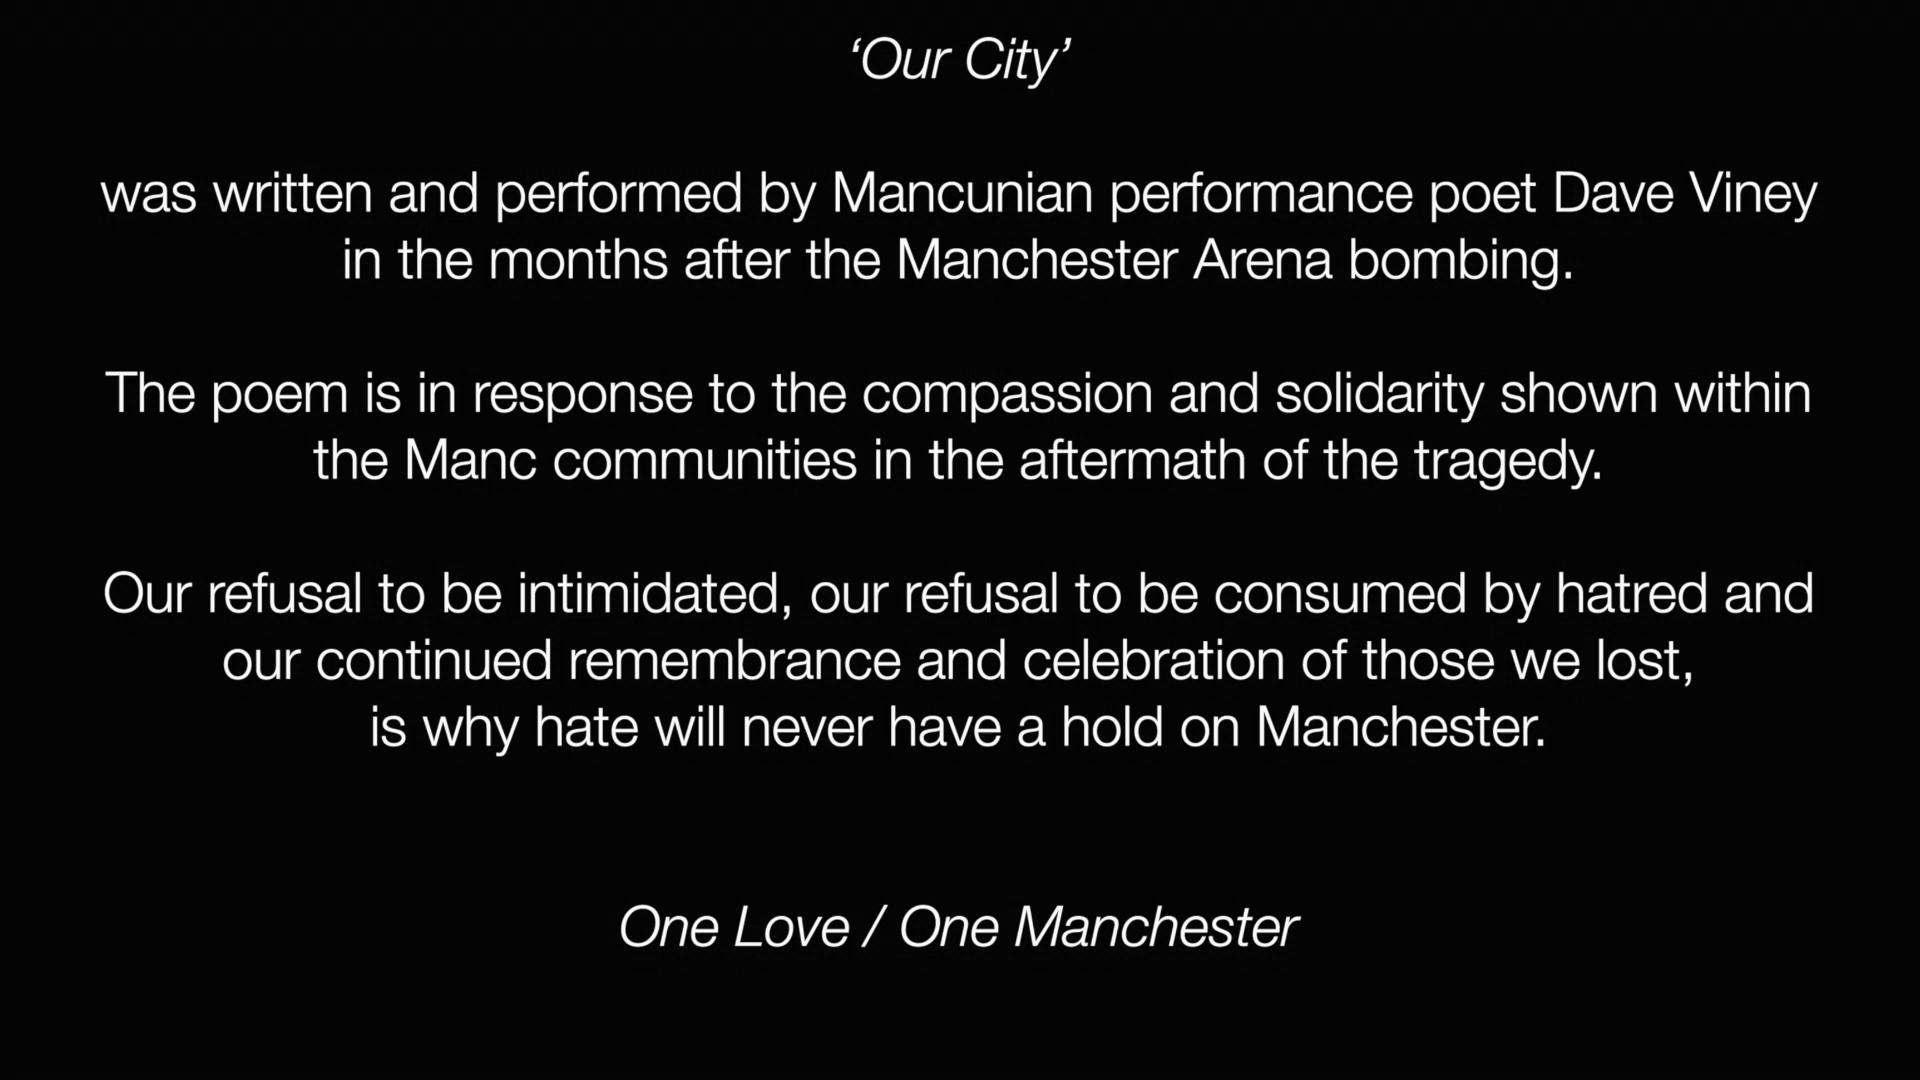 ‘Our City’
was written and performed by Mancunian performance poet Dave Viney
in the months after the Manchester Arena bombing.
The poem is in response to the compassion and solidarity shown within
the Manc communities in the aftermath of the tragedy.
Our refusal to be intimidated, our refusal to be consumed by hatred and
our continued remembrance and celebration of those we lost,
is why hate will never have a hold on Manchester.
One Love / One Manchester